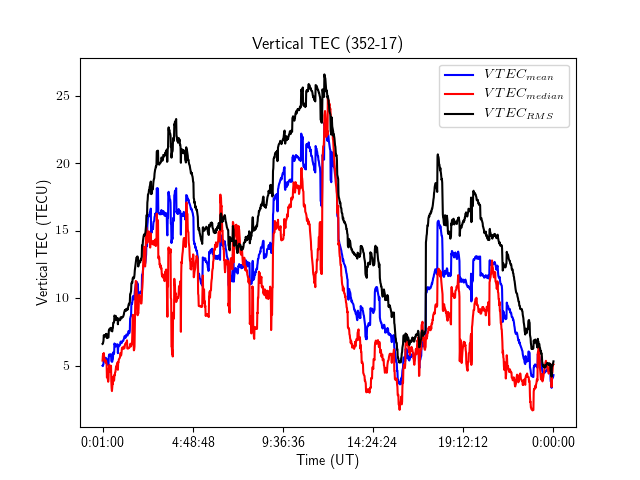 Vertical TEC (352-17)
VTEC_mean
VTEC_median
VTEC_RMS
Vertical TEC (TECU)
25
20
15
10
5
0:01:00 4:48:48 9:36:36 14:24:24 19:12:12 0:00:00
Time (UT)